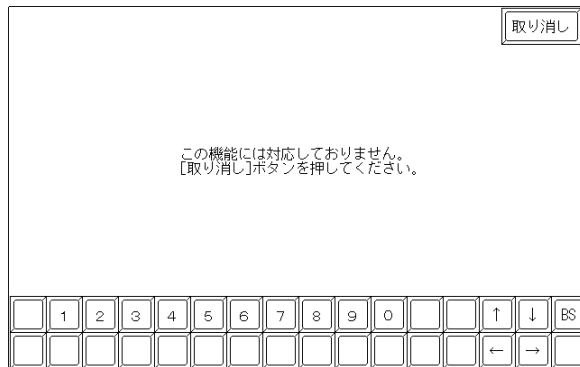 取り消し
この機能には対応しておりません。
[取り消し]ボタンを押してください。
1 2 3 4 5 6 7 8 9 0 ↑ ↓ BS
← →